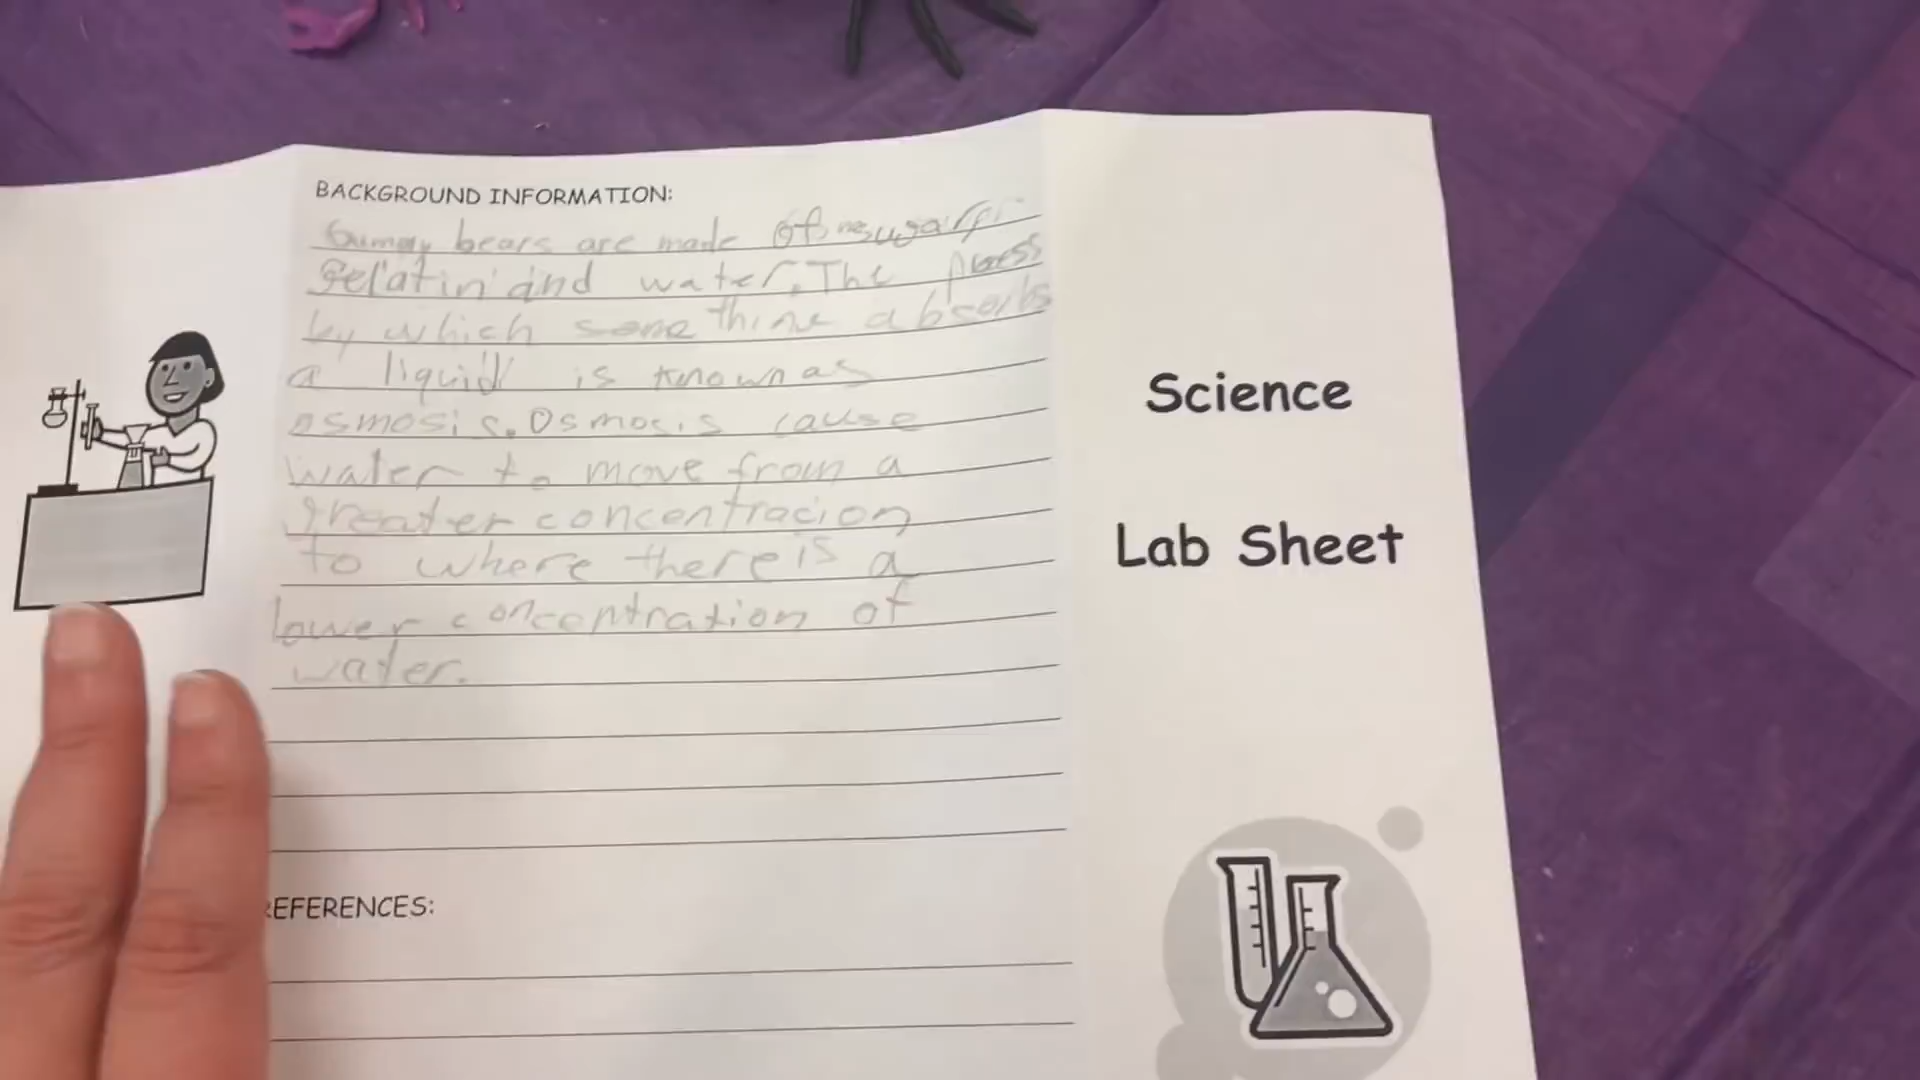 BACKGROUND INFORMATION:
Gummy bears are made of
gelatin and water. The process
by which some thing absorbs
a liquid is known as
osmosis. Osmosis cause
water to move from a
greater concentracion
to where there is a
lower concentration of
water.
EFERENCES:
Science
Lab Sheet